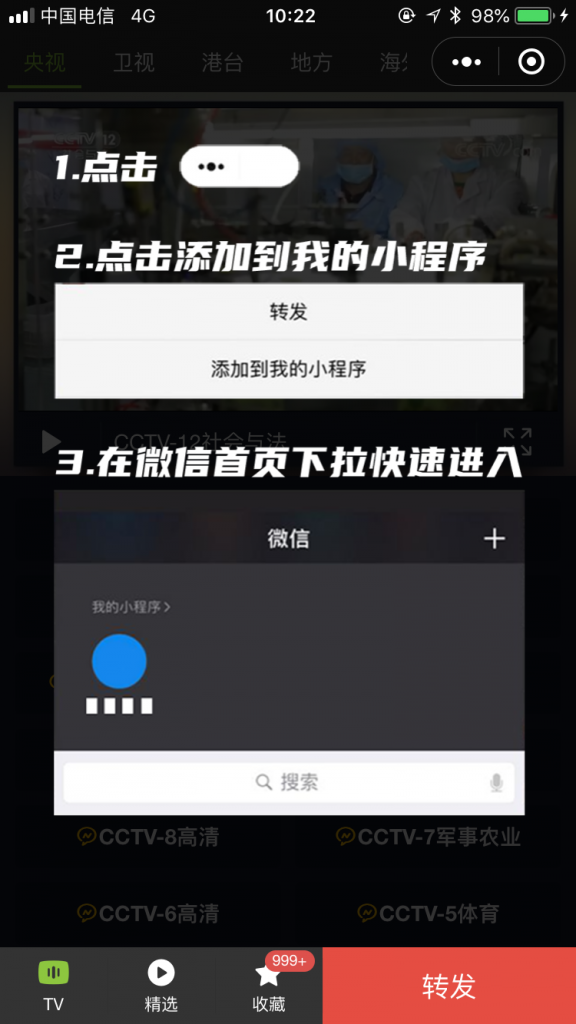 中国电信 4G 10:22 98%
央视 卫视 港台 地方 海外
CCTV 12
1.点击
2.点击添加到我的小程序
转发
添加到我的小程序
CCTV-12社会与法
3.在微信首页下拉快速进入
微信
我的小程序
搜索
CCTV-8高清 CCTV-7军事农业
CCTV-6高清 CCTV-5体育
999+
TV 精选 收藏 转发